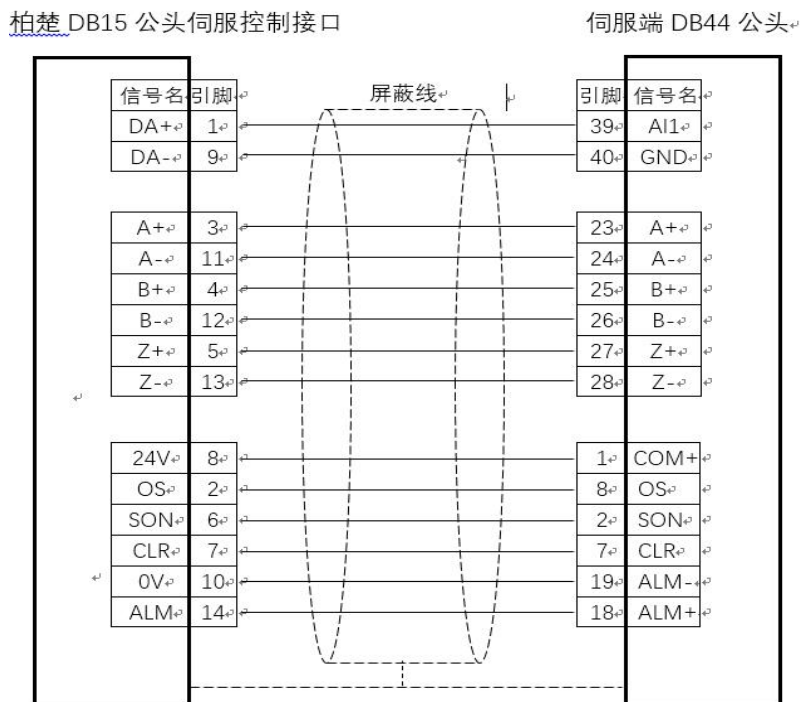 柏楚 DB15 公头伺服控制接口 伺服端 DB44 公头
信号名 引脚 屏蔽线 引脚 信号名
DA+ 1 39 AI1
DA- 9 40 GND
A+ 3 23 A+
A- 11 24 A-
B+ 4 25 B+
B- 12 26 B-
Z+ 5 27 Z+
Z- 13 28 Z-
24V 8 1 COM+
OS 2 8 OS
SON 6 2 SON
CLR 7 7 CLR
0V 10 19 ALM-
ALM 14 18 ALM+